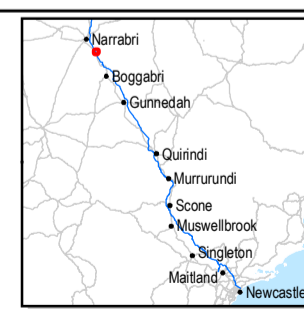 Narrabri
Boggabri
Gunnedah
Quirindi
Murrurundi
Scone
Muswellbrook
Singleton
Maitland
Newcastle